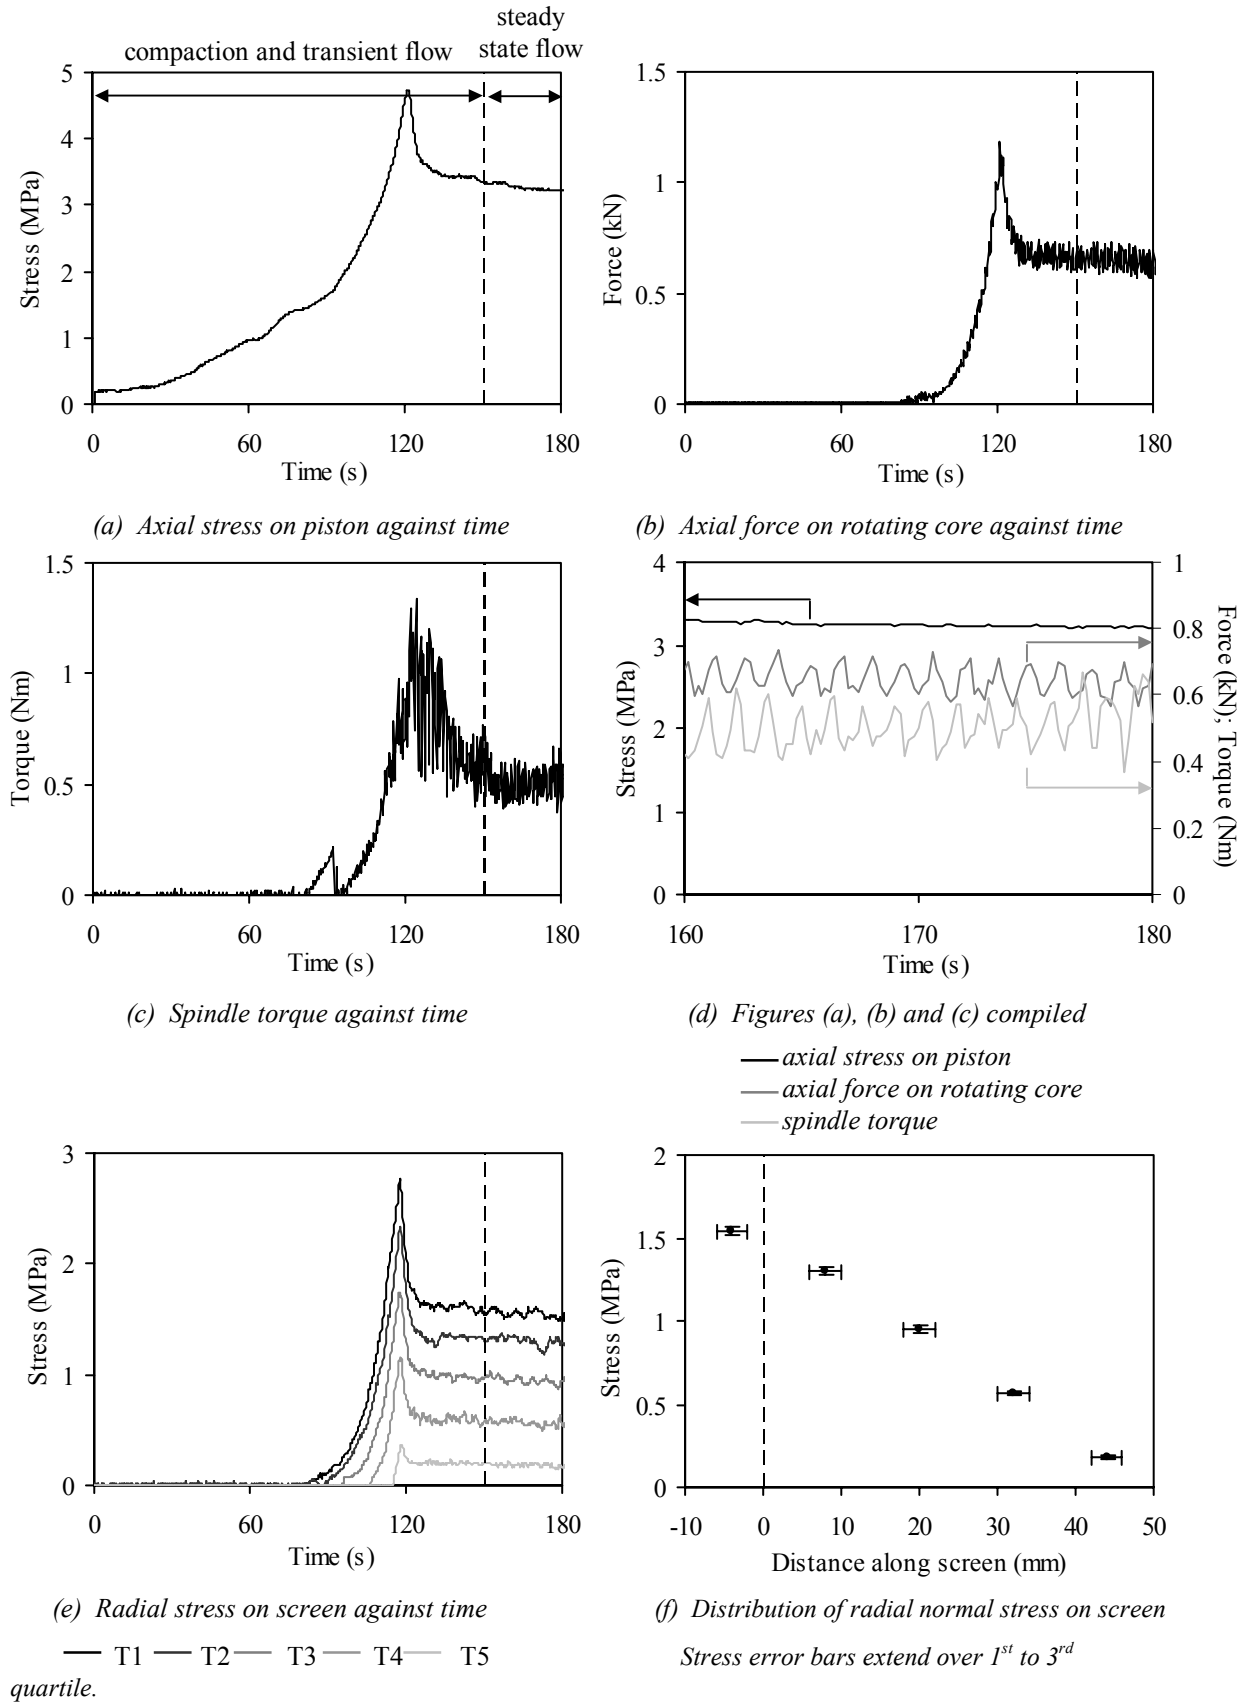 steady
compaction and transient flow
state flow
5
4
3
2
1
0
Stress (MPa)
0
60
120
180
Time (s)
(a) Axial stress on piston against time
1.5
1
0.5
0
Force (kN)
0
60
120
180
Time (s)
(b) Axial force on rotating core against time
1.5
1
0.5
0
Torque (Nm)
0
60
120
180
Time (s)
(c) Spindle torque against time
4
3
2
1
0
Stress (MPa)
1
0.8
0.6
0.4
0.2
0
Force (kN); Torque (Nm)
160
170
180
Time (s)
(d) Figures (a), (b) and (c) compiled
axial stress on piston
axial force on rotating core
spindle torque
3
2
1
0
Stress (MPa)
0
60
120
180
Time (s)
(e) Radial stress on screen against time
T1 T2 T3 T4 T5
2
1.5
1
0.5
0
Stress (MPa)
-10
0
10
20
30
40
50
Distance along screen (mm)
(f) Distribution of radial normal stress on screen
Stress error bars extend over 1st to 3rd
quartile.